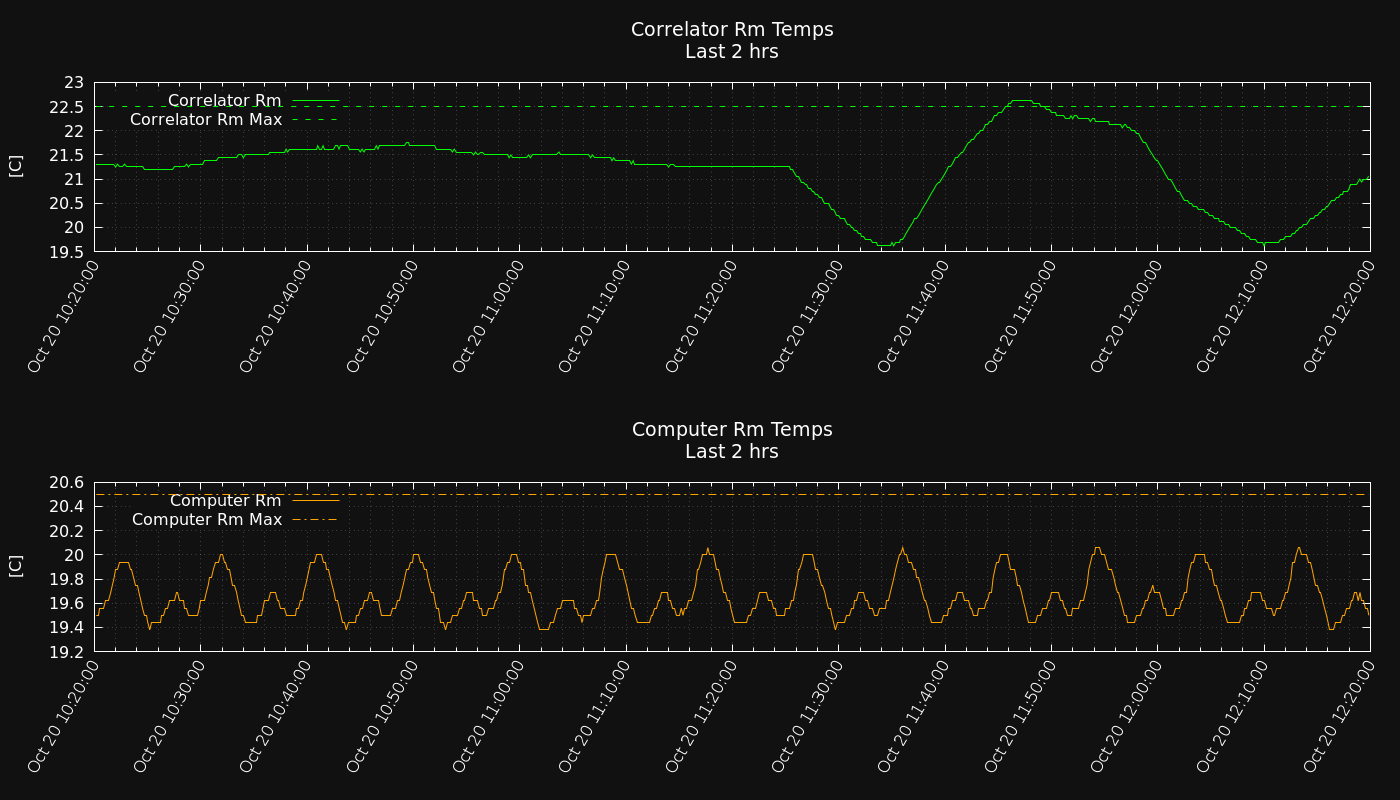 Correlator Rm Temps
Last 2 hrs
23
22.5
22
21.5
21
20.5
20
19.5
[C]
Correlator Rm
Correlator Rm Max
Oct 20 10:20:00
Oct 20 10:30:00
Oct 20 10:40:00
Oct 20 10:50:00
Oct 20 11:00:00
Oct 20 11:10:00
Oct 20 11:20:00
Oct 20 11:30:00
Oct 20 11:40:00
Oct 20 11:50:00
Oct 20 12:00:00
Oct 20 12:10:00
Oct 20 12:20:00
Computer Rm Temps
Last 2 hrs
20.6
20.4
20.2
20
19.8
19.6
19.4
19.2
[C]
Computer Rm
Computer Rm Max
Oct 20 10:20:00
Oct 20 10:30:00
Oct 20 10:40:00
Oct 20 10:50:00
Oct 20 11:00:00
Oct 20 11:10:00
Oct 20 11:20:00
Oct 20 11:30:00
Oct 20 11:40:00
Oct 20 11:50:00
Oct 20 12:00:00
Oct 20 12:10:00
Oct 20 12:20:00